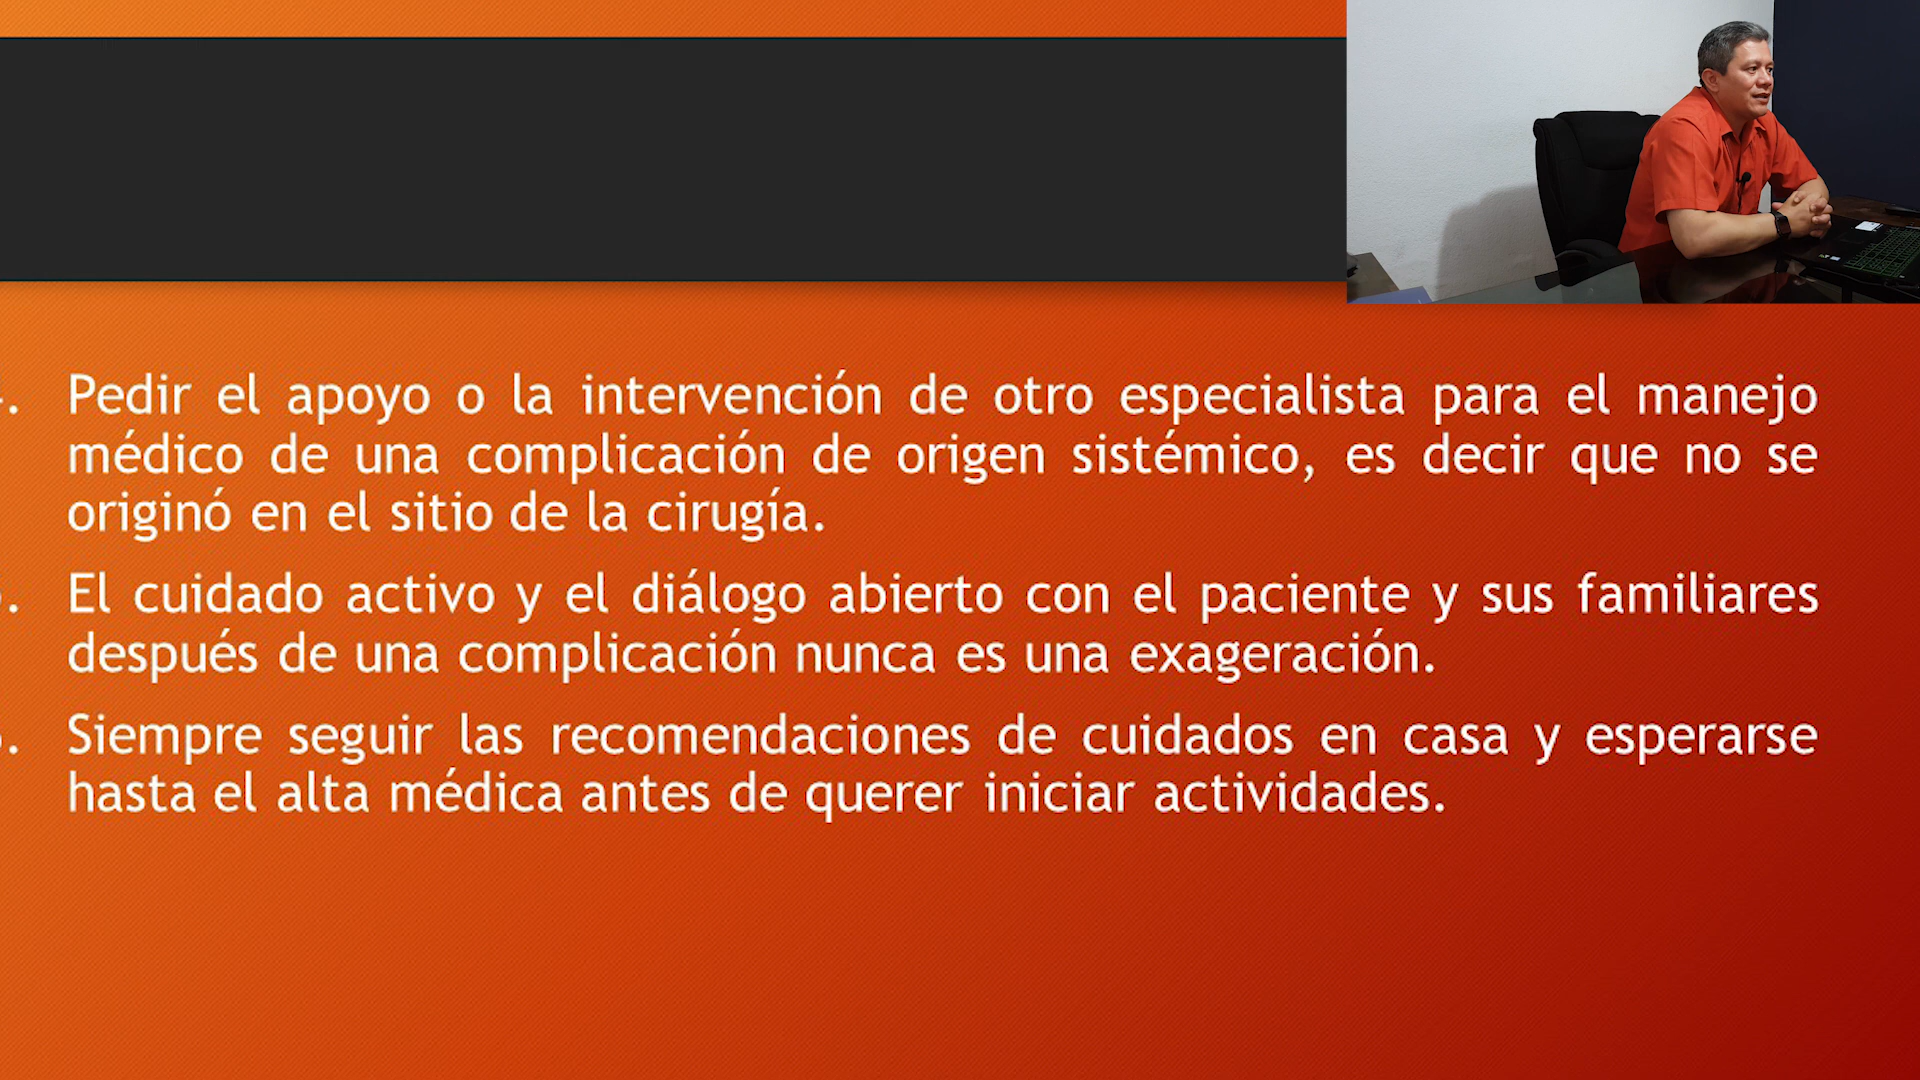 . Pedir el apoyo o la intervención de otro especialista para el manejo
médico de una complicación de origen sistémico, es decir que no se
originó en el sitio de la cirugía.
. El cuidado activo y el diálogo abierto con el paciente y sus familiares
después de una complicación nunca es una exageración.
. Siempre seguir las recomendaciones de cuidados en casa y esperarse
hasta el alta médica antes de querer iniciar actividades.